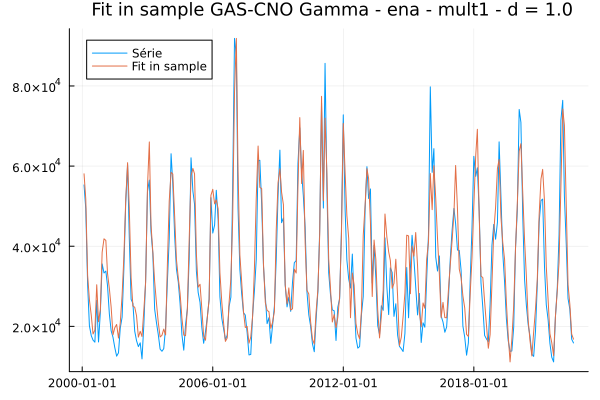 Fit in sample GAS-CNO Gamma - ena - mult1 - d = 1.0
Série
Fit in sample
8.0×10⁴
6.0×10⁴
4.0×10⁴
2.0×10⁴
2000-01-01 2006-01-01 2012-01-01 2018-01-01